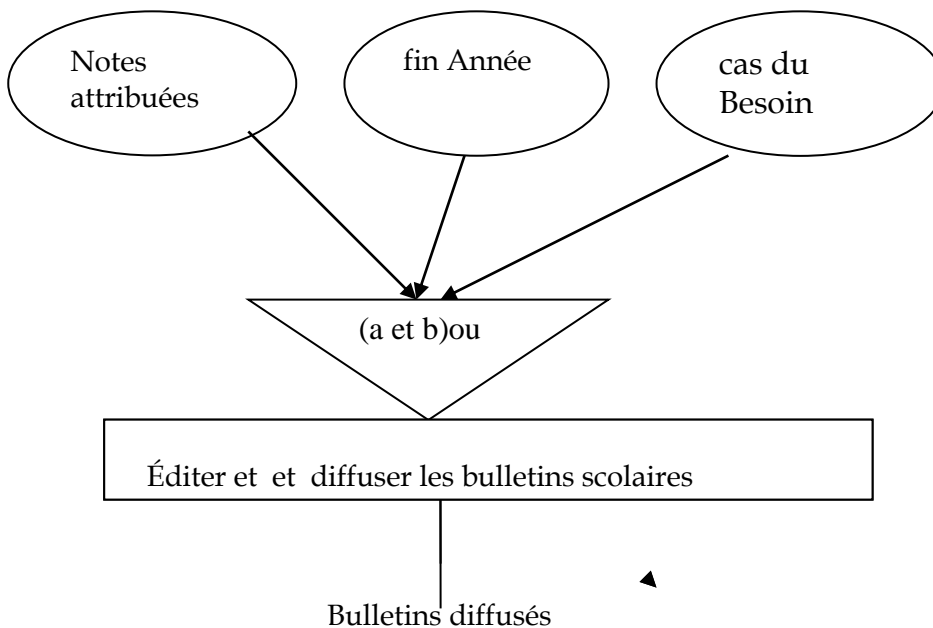 Notes
attribuées
fin Année
cas du
Besoin
(a et b)ou
Éditer et et diffuser les bulletins scolaires
Bulletins diffusés